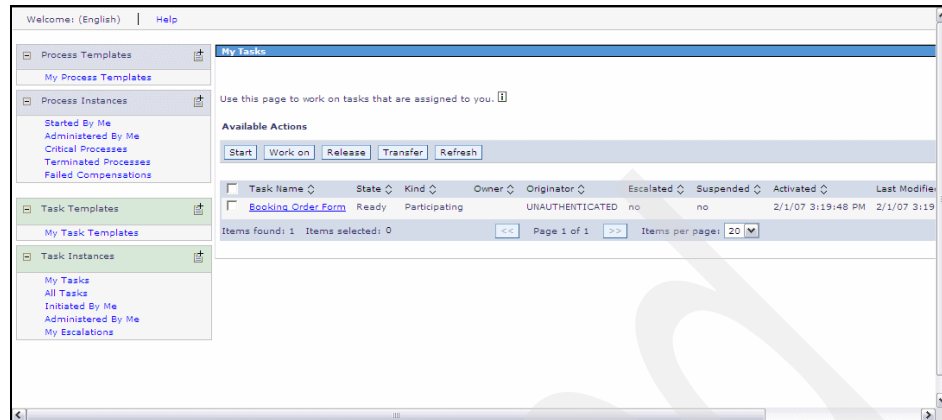 Welcome: (English) | Help
Process Templates
My Process Templates
Process Instances
Started By Me
Administered By Me
Critical Processes
Terminated Processes
Failed Compensations
Task Templates
My Task Templates
Task Instances
My Tasks
All Tasks
Initiated By Me
Administered By Me
My Escalations
My Tasks
Use this page to work on tasks that are assigned to you. i
Available Actions
Start Work on Release Transfer Refresh
Task Name State Kind Owner Originator Escalated Suspended Activated Last Modifie
Booking Order Form Ready Participating UNAUTHENTICATED no no 2/1/07 3:19:48 PM 2/1/07 3:19
Items found: 1 Items selected: 0 << Page 1 of 1 >> Items per page: 20